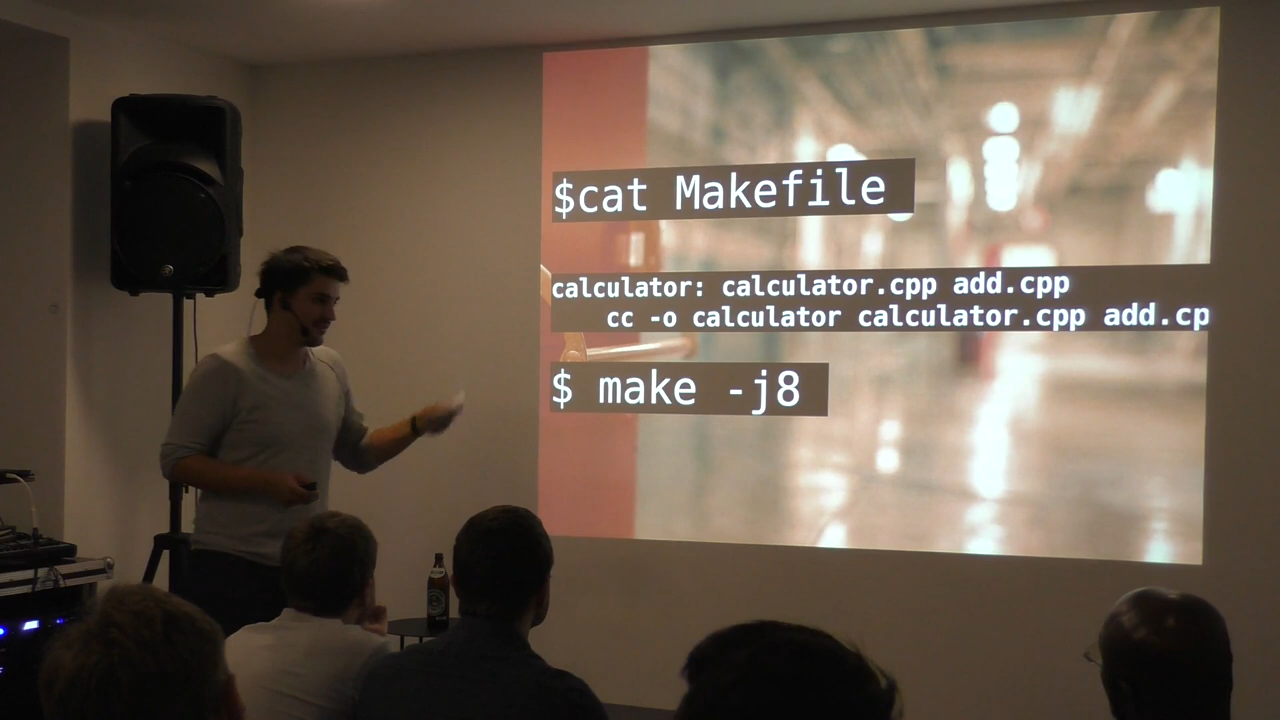 $cat Makefile
calculator: calculator.cpp add.cpp
cc -o calculator calculator.cpp add.cp
$ make -j8